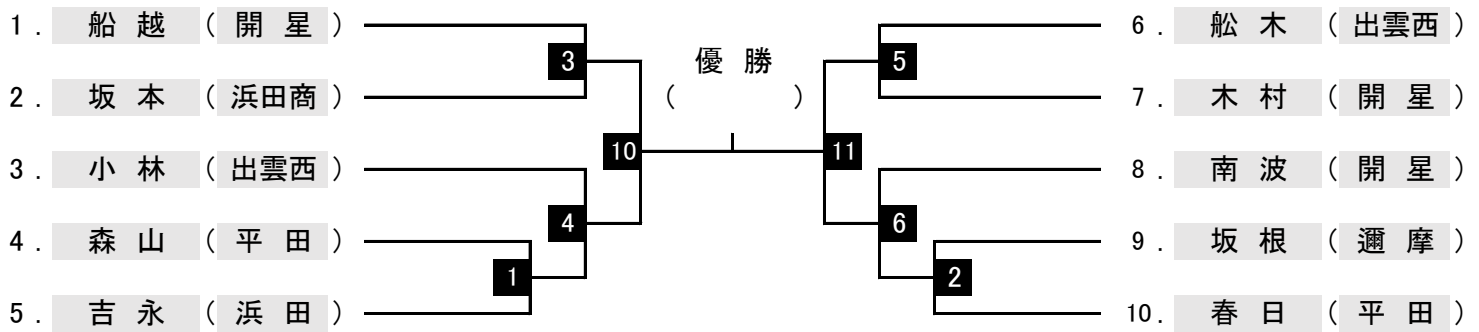 1. 船越 (開星)
2. 坂本 (浜田商)
3. 小林 (出雲西)
4. 森山 (平田)
5. 吉永 (浜田)
3
4
1
10
優勝
( )
11
5
6
2
6. 舩木 (出雲西)
7. 木村 (開星)
8. 南波 (開星)
9. 坂根 (邇摩)
10. 春日 (平田)